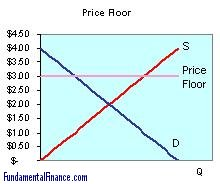 Price Floor
$4.50
$4.00
$3.50
$3.00
$2.50
$2.00
$1.50
$1.00
$0.50
$-
S
Price
Floor
D
Q
FundamentalFinance.com